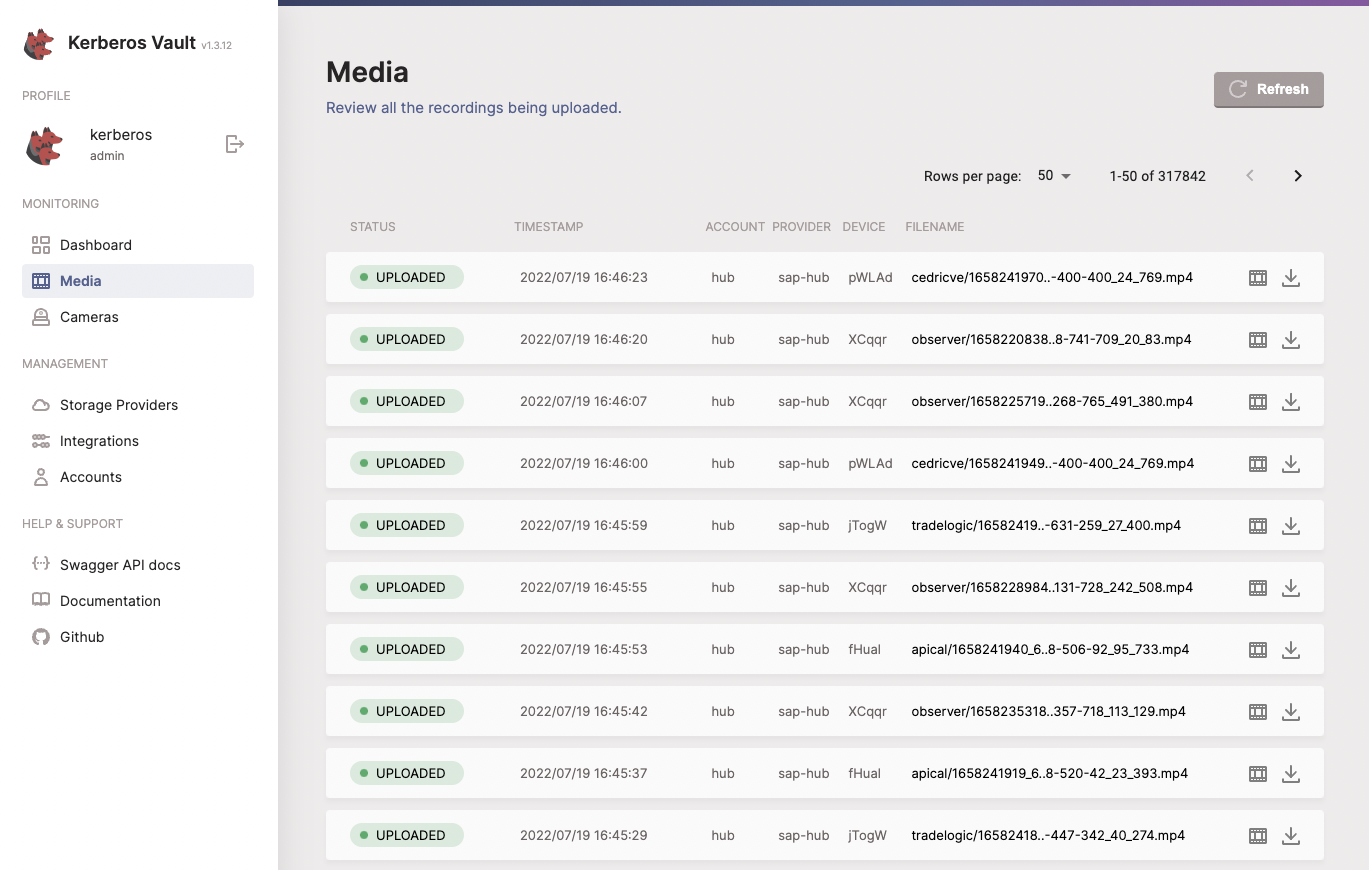 Kerberos Vault v1.3.12
PROFILE
kerberos
admin
MONITORING
Dashboard
Media
Cameras
MANAGEMENT
Storage Providers
Integrations
Accounts
HELP & SUPPORT
Swagger API docs
Documentation
Github
Media
Review all the recordings being uploaded.
Refresh
Rows per page: 50 1-50 of 317842
STATUS TIMESTAMP ACCOUNT PROVIDER DEVICE FILENAME
UPLOADED 2022/07/19 16:46:23 hub sap-hub pWLAd cedricve/1658241970..-400-400_24_769.mp4
UPLOADED 2022/07/19 16:46:20 hub sap-hub XCqqr observer/1658220838..8-741-709_20_83.mp4
UPLOADED 2022/07/19 16:46:07 hub sap-hub XCqqr observer/1658225719..268-765_491_380.mp4
UPLOADED 2022/07/19 16:46:00 hub sap-hub pWLAd cedricve/1658241949..-400-400_24_769.mp4
UPLOADED 2022/07/19 16:45:59 hub sap-hub jTogW tradelogic/16582419..-631-259_27_400.mp4
UPLOADED 2022/07/19 16:45:55 hub sap-hub XCqqr observer/1658228984..131-728_242_508.mp4
UPLOADED 2022/07/19 16:45:53 hub sap-hub fHual apical/1658241940_6..8-506-92_95_733.mp4
UPLOADED 2022/07/19 16:45:42 hub sap-hub XCqqr observer/1658235318..357-718_113_129.mp4
UPLOADED 2022/07/19 16:45:37 hub sap-hub fHual apical/1658241919_6..8-520-42_23_393.mp4
UPLOADED 2022/07/19 16:45:29 hub sap-hub jTogW tradelogic/16582418..-447-342_40_274.mp4